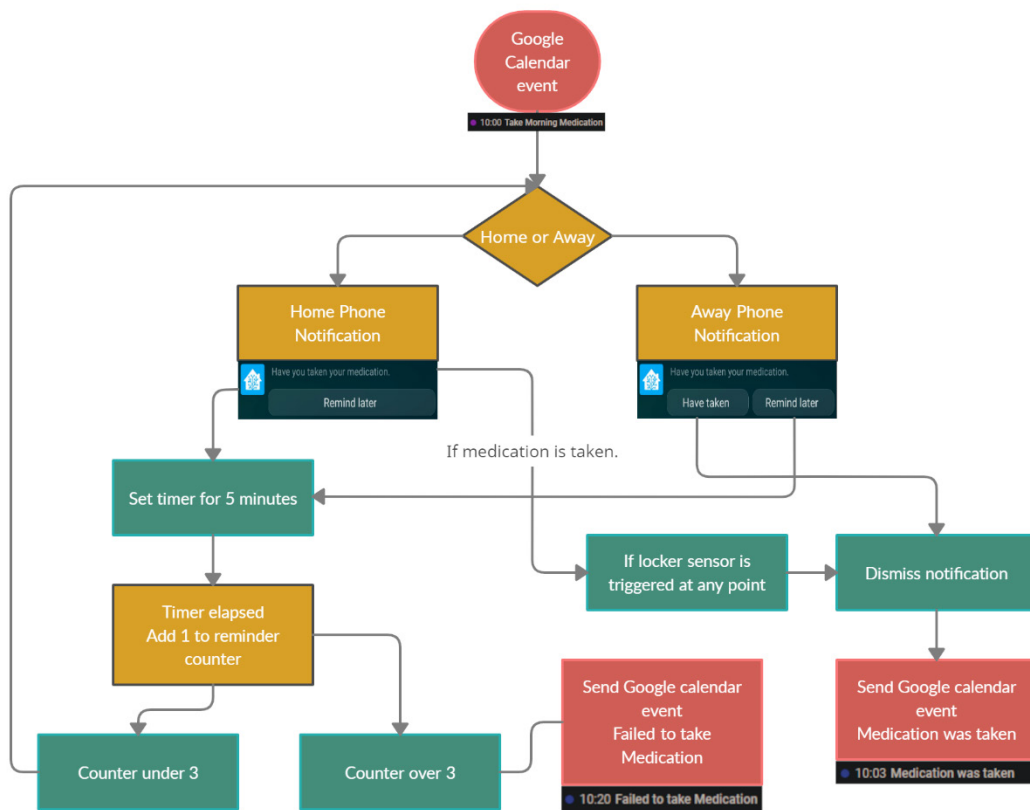 Google
Calendar
event
10:00 Take Morning Medication
Home or Away
Home Phone
Notification
Have you taken your medication.
Remind later
Away Phone
Notification
Have you taken your medication.
Have taken
Remind later
If medication is taken.
Set timer for 5 minutes
If locker sensor is
triggered at any point
Dismiss notification
Timer elapsed
Add 1 to reminder
counter
Send Google calendar
event
Failed to take
Medication
10:20 Failed to take Medication
Send Google calendar
event
Medication was taken
10:03 Medication was taken
Counter under 3
Counter over 3